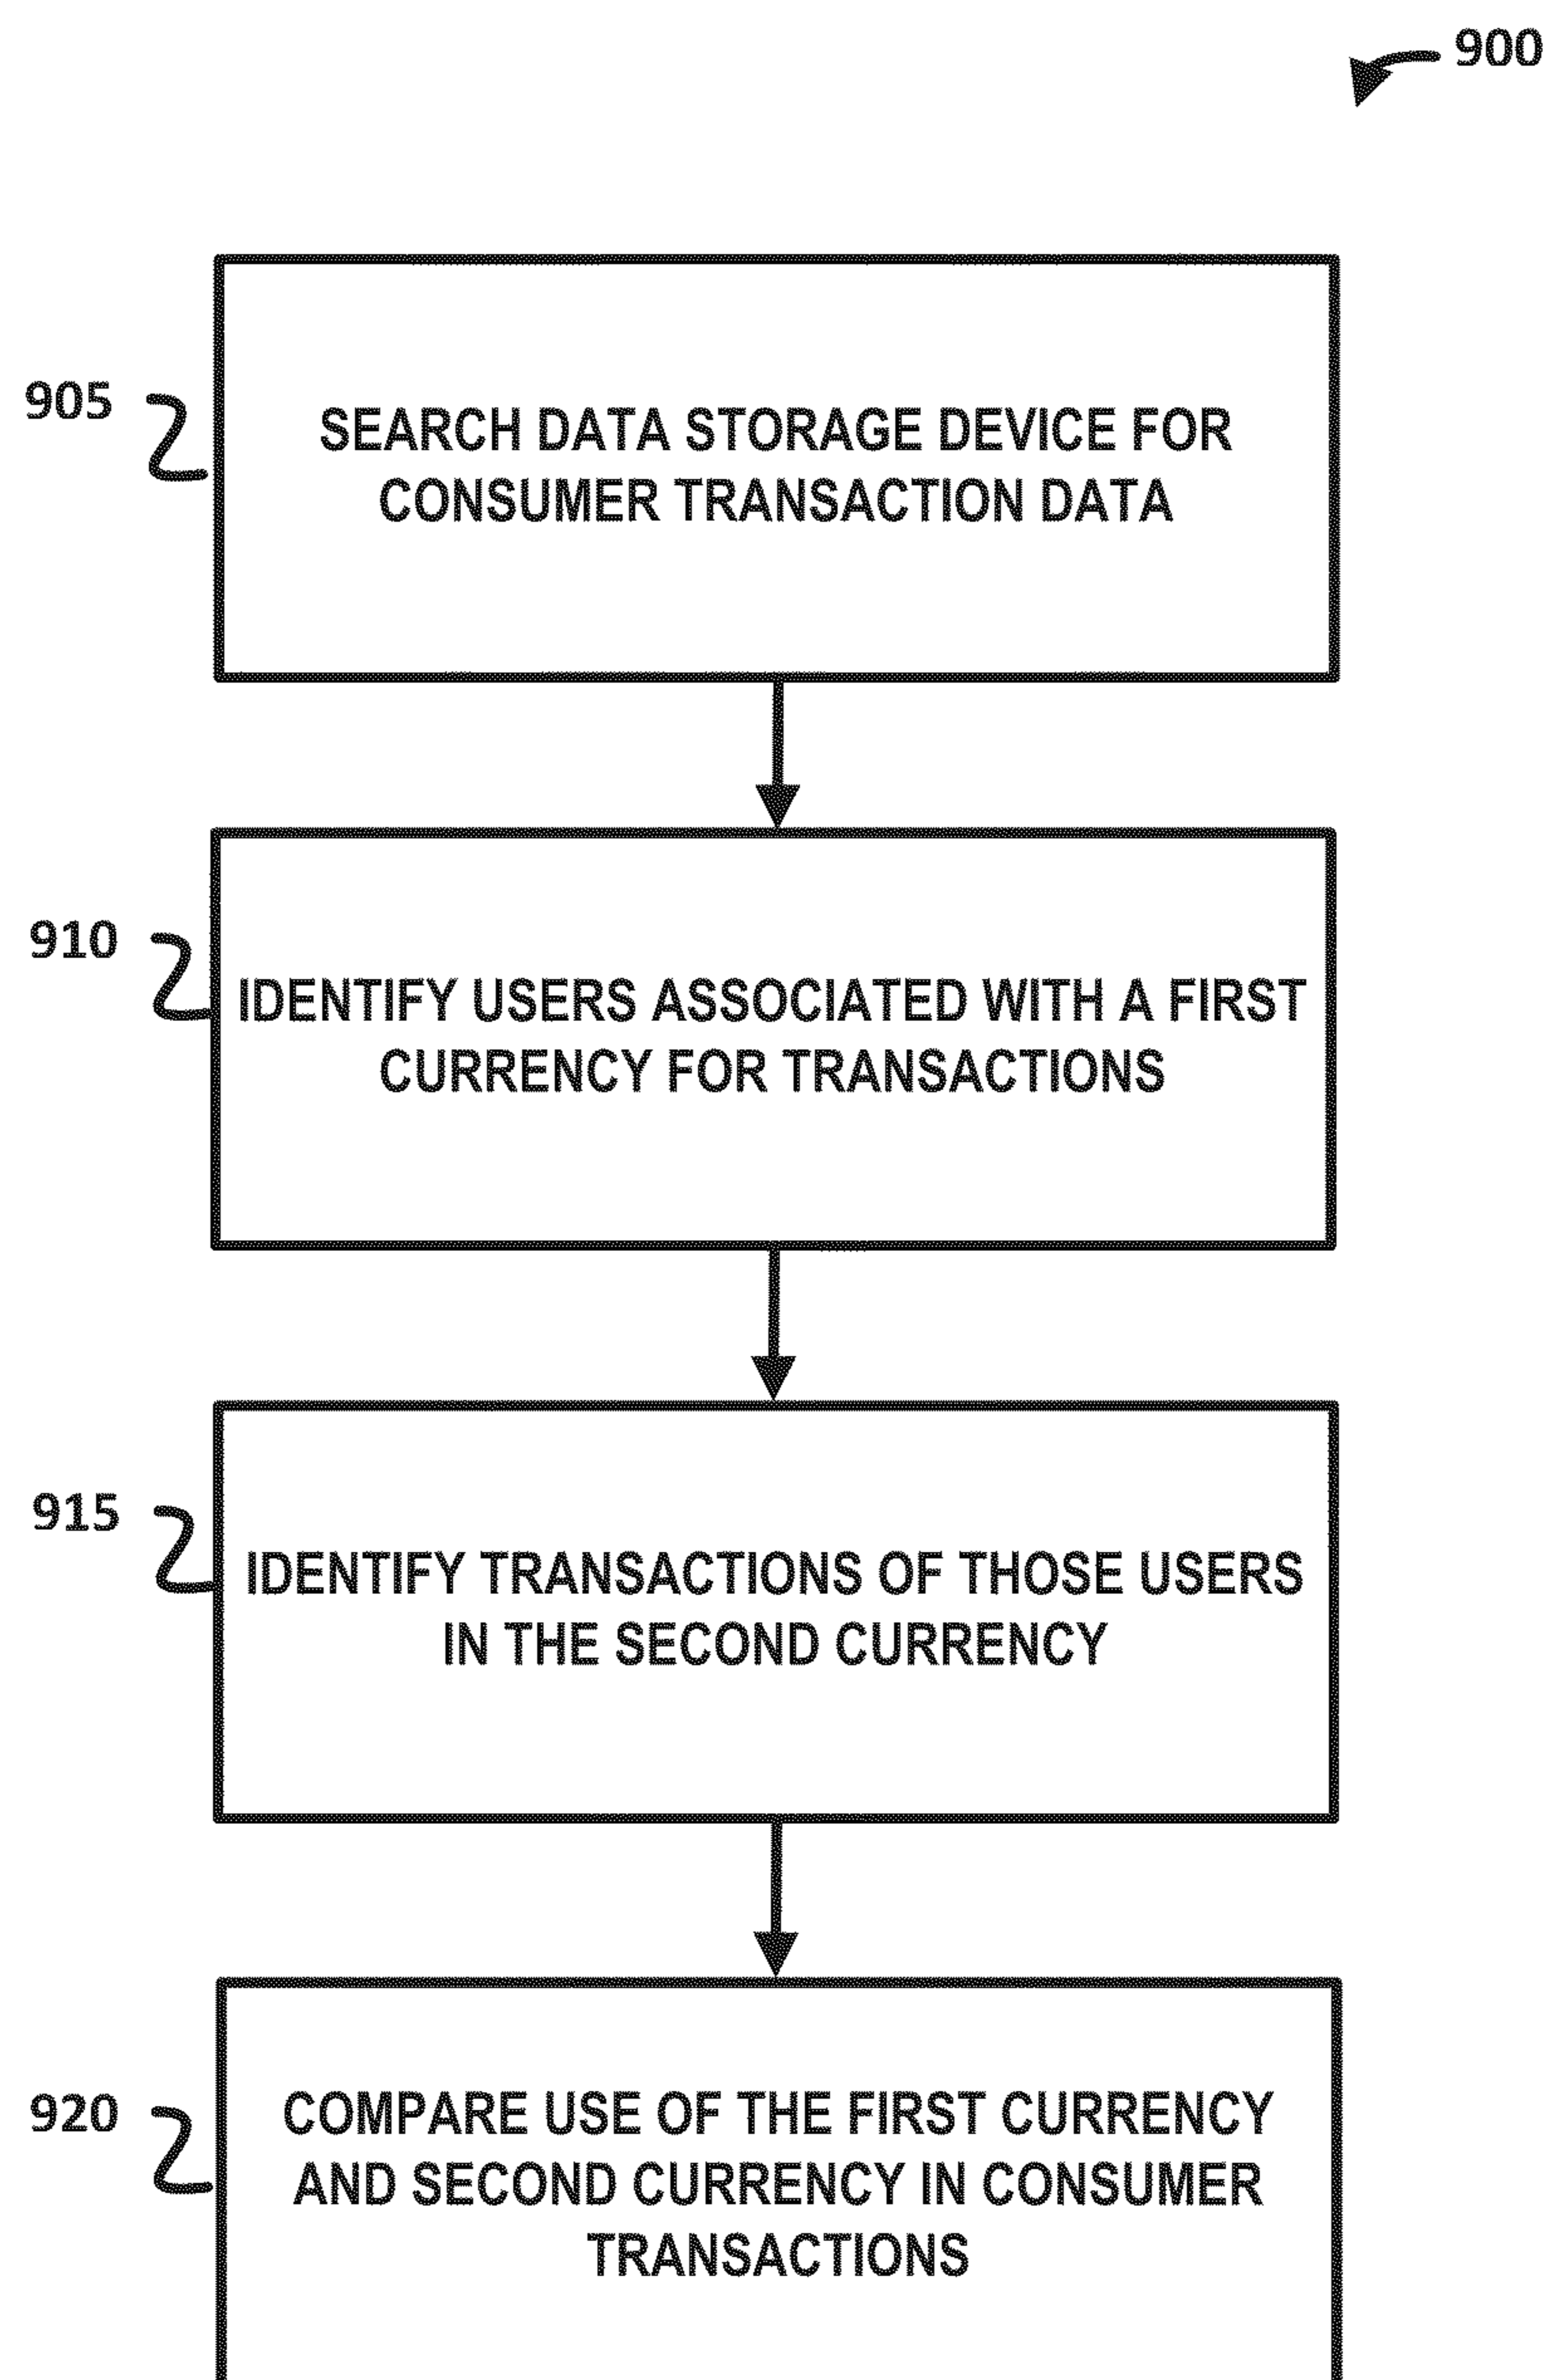 900
905
SEARCH DATA STORAGE DEVICE FOR
CONSUMER TRANSACTION DATA
910
IDENTIFY USERS ASSOCIATED WITH A FIRST
CURRENCY FOR TRANSACTIONS
915
IDENTIFY TRANSACTIONS OF THOSE USERS
IN THE SECOND CURRENCY
920
COMPARE USE OF THE FIRST CURRENCY
AND SECOND CURRENCY IN CONSUMER
TRANSACTIONS